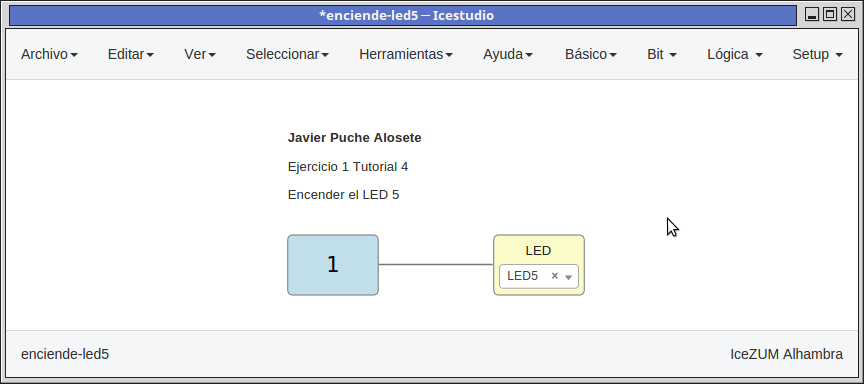 *enciende-led5 — Icestudio
Archivo Editar Ver Seleccionar Herramientas Ayuda Básico Bit Lógica Setup
Javier Puche Alosete
Ejercicio 1 Tutorial 4
Encender el LED 5
1
LED
LED5 ×
enciende-led5 IceZUM Alhambra